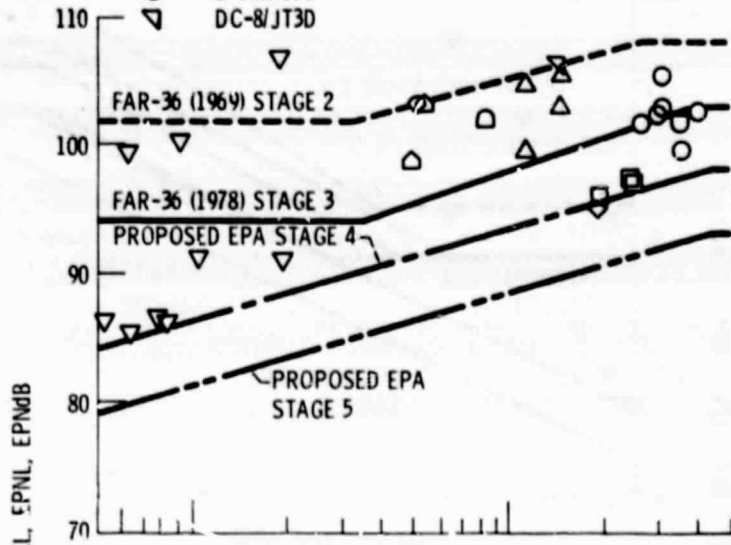 DC-8/JT3D
110
FAR-36 (1969) STAGE 2
100
FAR-36 (1978) STAGE 3
PROPOSED EPA STAGE 4
90
PROPOSED EPA
STAGE 5
80
L, EPNL, EPNdB
70